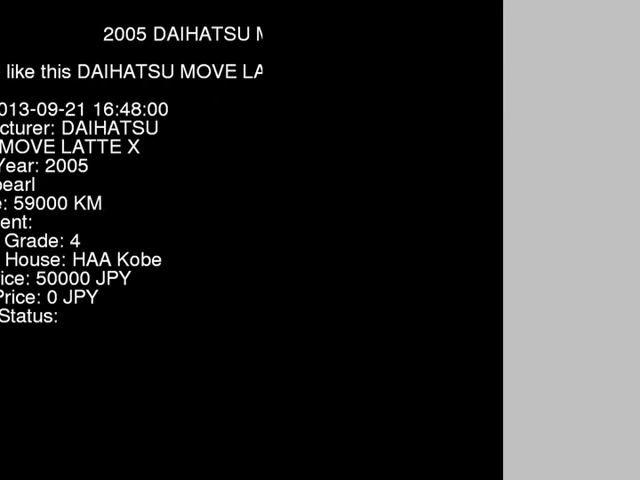 2005 DAIHATSU
like this DAIHATSU MOVE LA
013-09-21 16:48:00
cturer: DAIHATSU
MOVE LATTE X
Year: 2005
pearl
e: 59000 KM
ent:
Grade: 4
House: HAA Kobe
ice: 50000 JPY
Price: 0 JPY
Status: